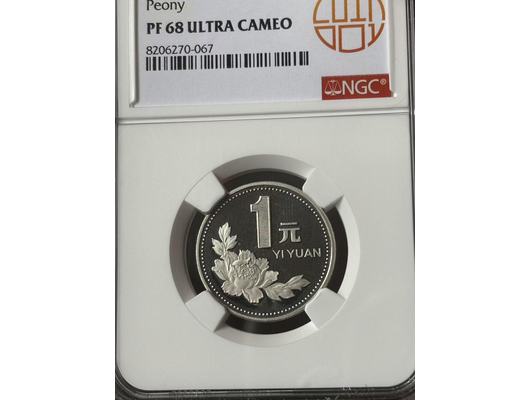 Peony
PF 68 ULTRA CAMEO
8206270-067
NGC®
1元
YI YUAN